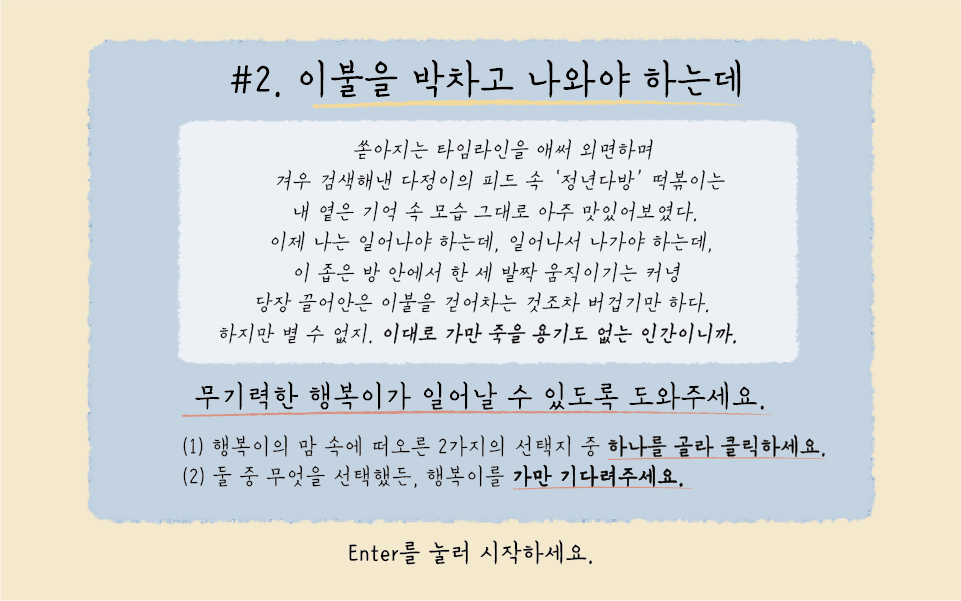 #2. 이불을 박차고 나와야 하는데
쏟아지는 타임라인을 애써 외면하며
겨우 검색해낸 다정이의 피드 속 '정년다방' 떡볶이는
내 옅은 기억 속 모습 그대로 아주 맛있어보였다.
이제 나는 일어나야 하는데, 일어나서 나가야 하는데,
이 좁은 방 안에서 한 세 발짝 움직이기는 커녕
당장 끌어안은 이불을 걷어차는 것조차 버겁기만 하다.
하지만 별 수 없지. 이대로 가만 죽을 용기도 없는 인간이니까.
무기력한 행복이가 일어날 수 있도록 도와주세요.
(1) 행복이의 맘 속에 떠오른 2가지의 선택지 중 하나를 골라 클릭하세요.
(2) 둘 중 무엇을 선택했든, 행복이를 가만 기다려주세요.
Enter를 눌러 시작하세요.